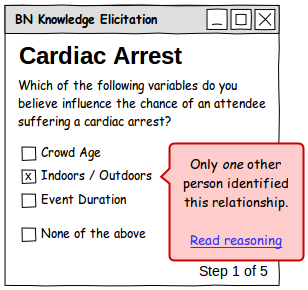 BN Knowledge Elicitation
Cardiac Arrest
Which of the following variables do you
believe influence the chance of an attendee
suffering a cardiac arrest?
Crowd Age
x Indoors / Outdoors
Event Duration
None of the above
Only one other
person identified
this relationship.
Read reasoning
Step 1 of 5